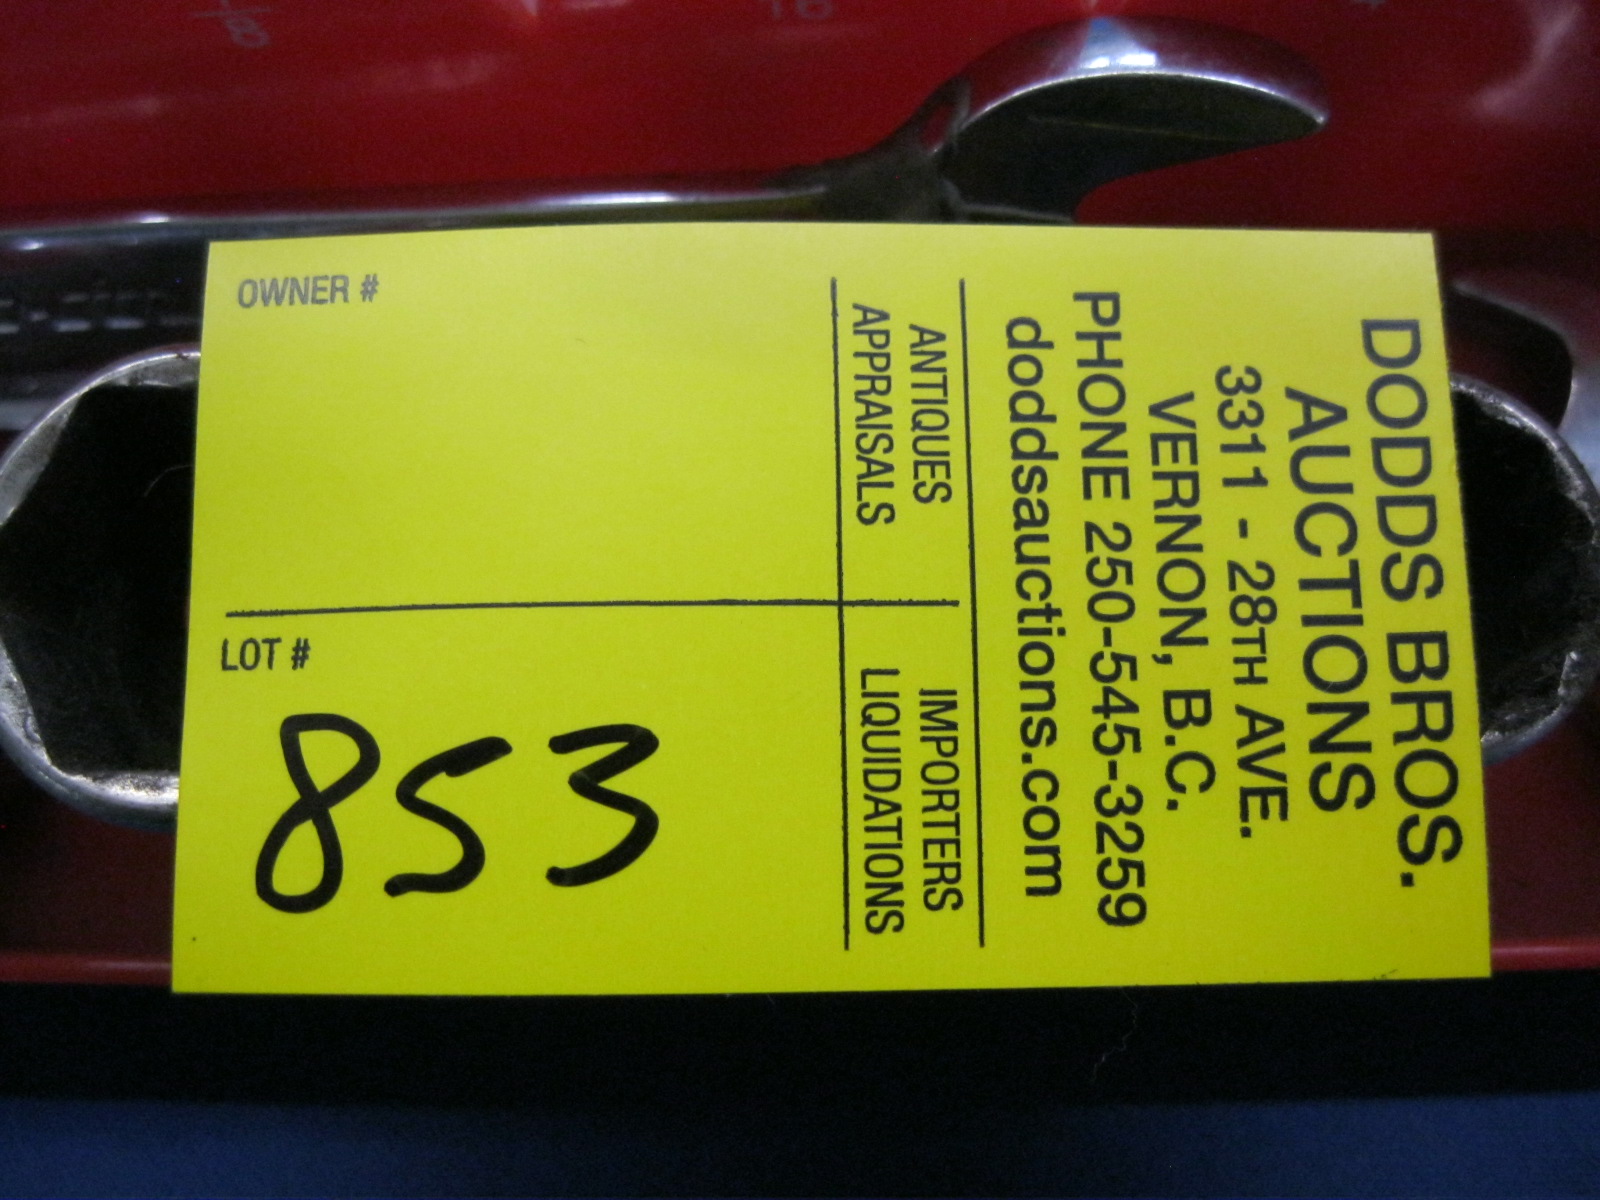 DODDS BROS.
AUCTIONS
3311 - 28TH AVE.
VERNON, B.C.
PHONE 250-545-3259
doddsauctions.com
ANTIQUES
APPRAISALS
IMPORTERS
LIQUIDATIONS
OWNER #
LOT #
853
16